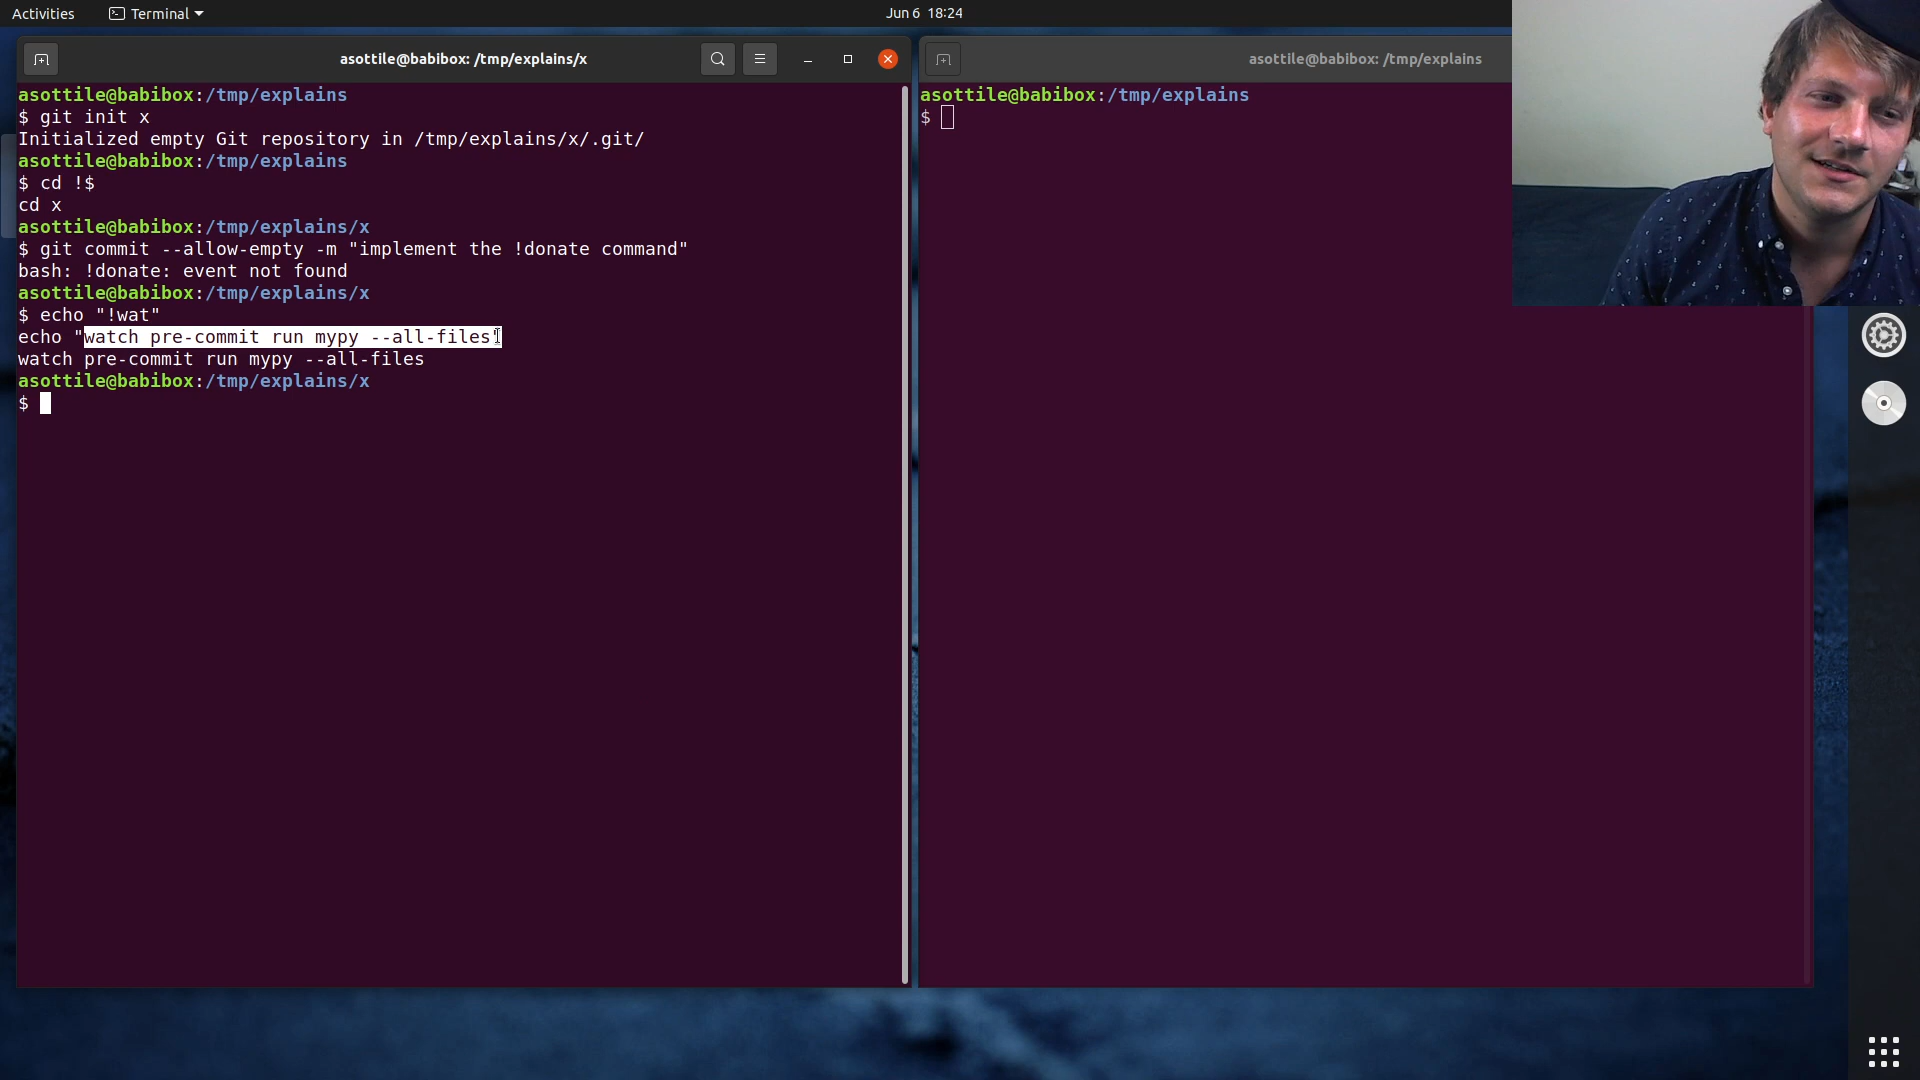 Activities
Terminal
Jun 6 18:24
asottile@babibox: /tmp/explains/x
asottile@babibox:/tmp/explains
$ git init x
Initialized empty Git repository in /tmp/explains/x/.git/
asottile@babibox:/tmp/explains
$ cd !$
cd x
asottile@babibox:/tmp/explains/x
$ git commit --allow-empty -m "implement the !donate command"
bash: !donate: event not found
asottile@babibox:/tmp/explains/x
$ echo "!wat"
echo "watch pre-commit run mypy --all-files"
watch pre-commit run mypy --all-files
asottile@babibox:/tmp/explains/x
$
asottile@babibox: /tmp/explains
asottile@babibox:/tmp/explains
$